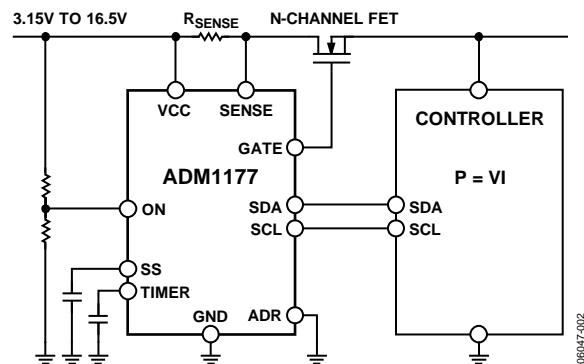 3.15V TO 16.5V
RSENSE
N-CHANNEL FET
VCC
SENSE
CONTROLLER
GATE
ADM1177
P = VI
ON
SDA
SDA
SCL
SCL
SS
TIMER
GND
ADR
06047-002